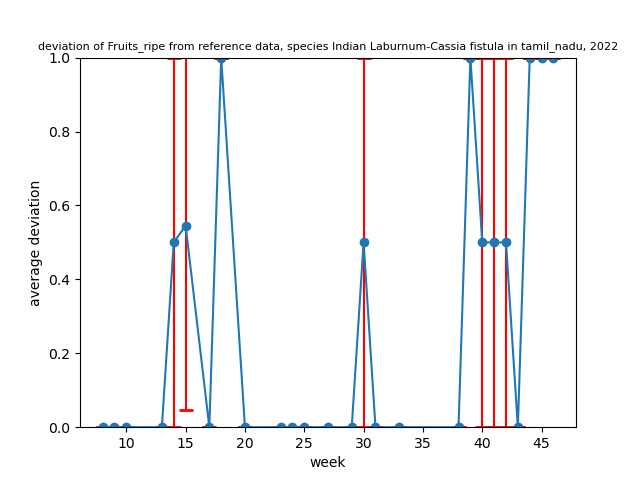 deviation of Fruits_ripe from reference data, species Indian Laburnum-Cassia fistula in tamil_nadu, 2022
1.0
0.8
0.6
0.4
0.2
0.0
average deviation
10 15 20 25 30 35 40 45
week